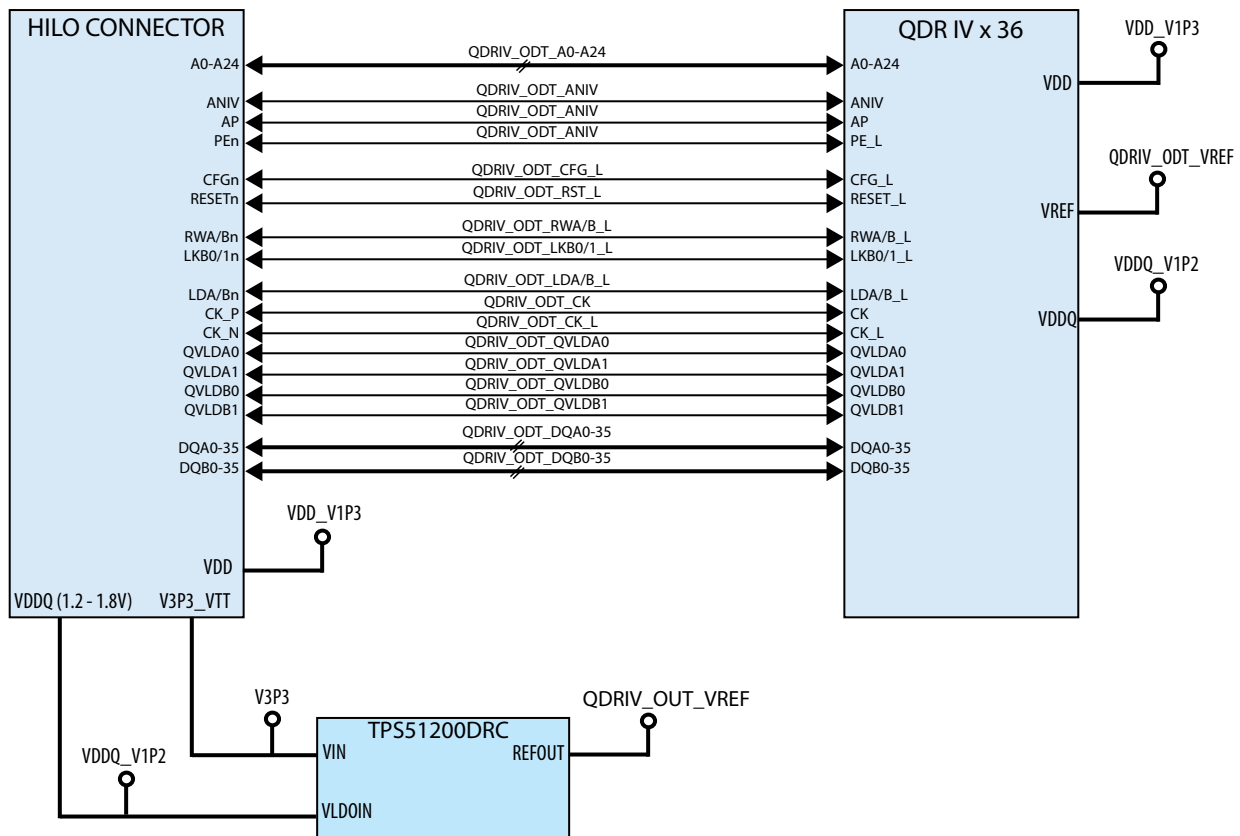 HILO CONNECTOR
QDR IV x 36
VDD_V1P3
A0-A24
QDRIV_ODT_A0-A24
A0-A24
VDD
ANIV
QDRIV_ODT_ANIV
ANIV
AP
QDRIV_ODT_ANIV
AP
PEn
QDRIV_ODT_ANIV
PE_L
QDRIV_ODT_VREF
CFGn
QDRIV_ODT_CFG_L
CFG_L
RESETn
QDRIV_ODT_RST_L
RESET_L
VREF
RWA/Bn
QDRIV_ODT_RWA/B_L
RWA/B_L
LKB0/1n
QDRIV_ODT_LKB0/1_L
LKB0/1_L
VDDQ_V1P2
LDA/Bn
QDRIV_ODT_LDA/B_L
LDA/B_L
CK_P
QDRIV_ODT_CK
CK
VDDQ
CK_N
QDRIV_ODT_CK_L
CK_L
QVLDA0
QDRIV_ODT_QVLDA0
QVLDA0
QVLDA1
QDRIV_ODT_QVLDA1
QVLDA1
QVLDB0
QDRIV_ODT_QVLDB0
QVLDB0
QVLDB1
QDRIV_ODT_QVLDB1
QVLDB1
DQA0-35
QDRIV_ODT_DQA0-35
DQA0-35
DQB0-35
QDRIV_ODT_DQB0-35
DQB0-35
VDD_V1P3
VDD
VDDQ (1.2 - 1.8V)
V3P3_VTT
V3P3
QDRIV_OUT_VREF
TPS51200DRC
VIN
REFOUT
VDDQ_V1P2
VLDOIN